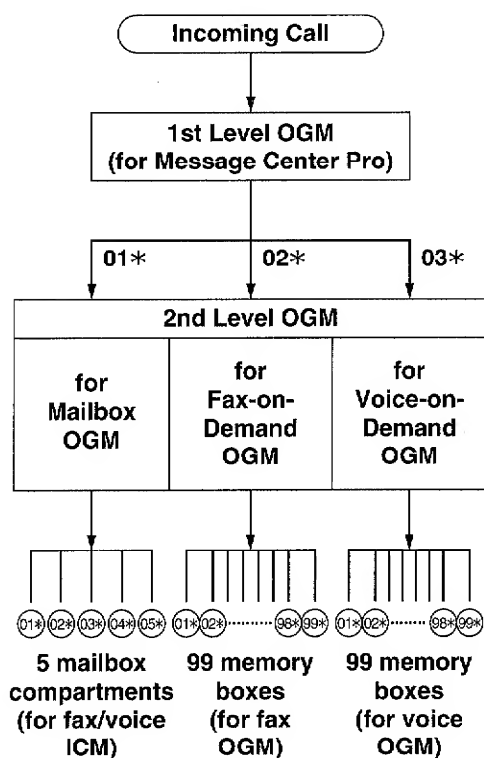 Incoming Call
1st Level OGM
(for Message Center Pro)
01* 02* 03*
2nd Level OGM
for
Mailbox
OGM
for
Fax-on-
Demand
OGM
for
Voice-on-
Demand
OGM
01* 02* 03* 04* 05*
01* 02* ········· 98* 99*
01* 02* ······· 98* 99*
5 mailbox
compartments
(for fax/voice
ICM)
99 memory
boxes
(for fax
OGM)
99 memory
boxes
(for voice
OGM)